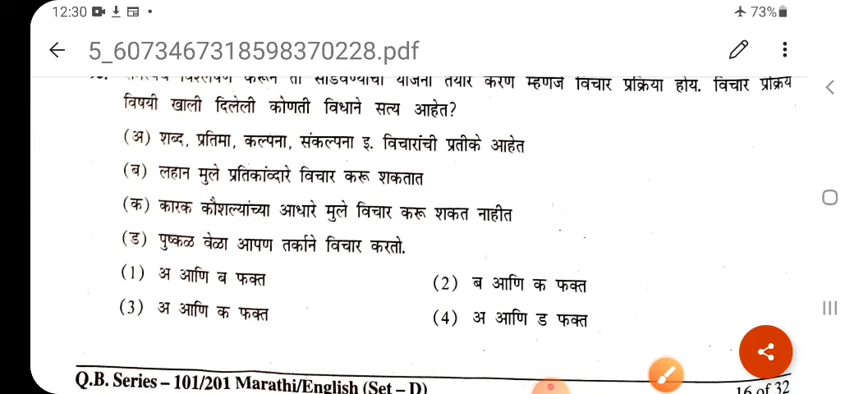 12:30 73%
5_6073467318598370228.pdf
समस्येचे विश्लेषण करून ती सोडवण्याची योजना तयार करणे म्हणजे विचार प्रक्रिया होय. विचार प्रक्रिये
विषयी खाली दिलेली कोणती विधाने सत्य आहेत?
(अ) शब्द, प्रतिमा, कल्पना, संकल्पना इ. विचारांची प्रतीके आहेत
(ब) लहान मुले प्रतिकांव्दारे विचार करू शकतात
(क) कारक कौशल्यांच्या आधारे मुले विचार करू शकत नाहीत
(ड) पुष्कळ वेळा आपण तर्काने विचार करतो.
(1) अ आणि ब फक्त
(2) ब आणि क फक्त
(3) अ आणि क फक्त
(4) अ आणि ड फक्त
Q.B. Series – 101/201 Marathi/English (Set – D)
16 of 32